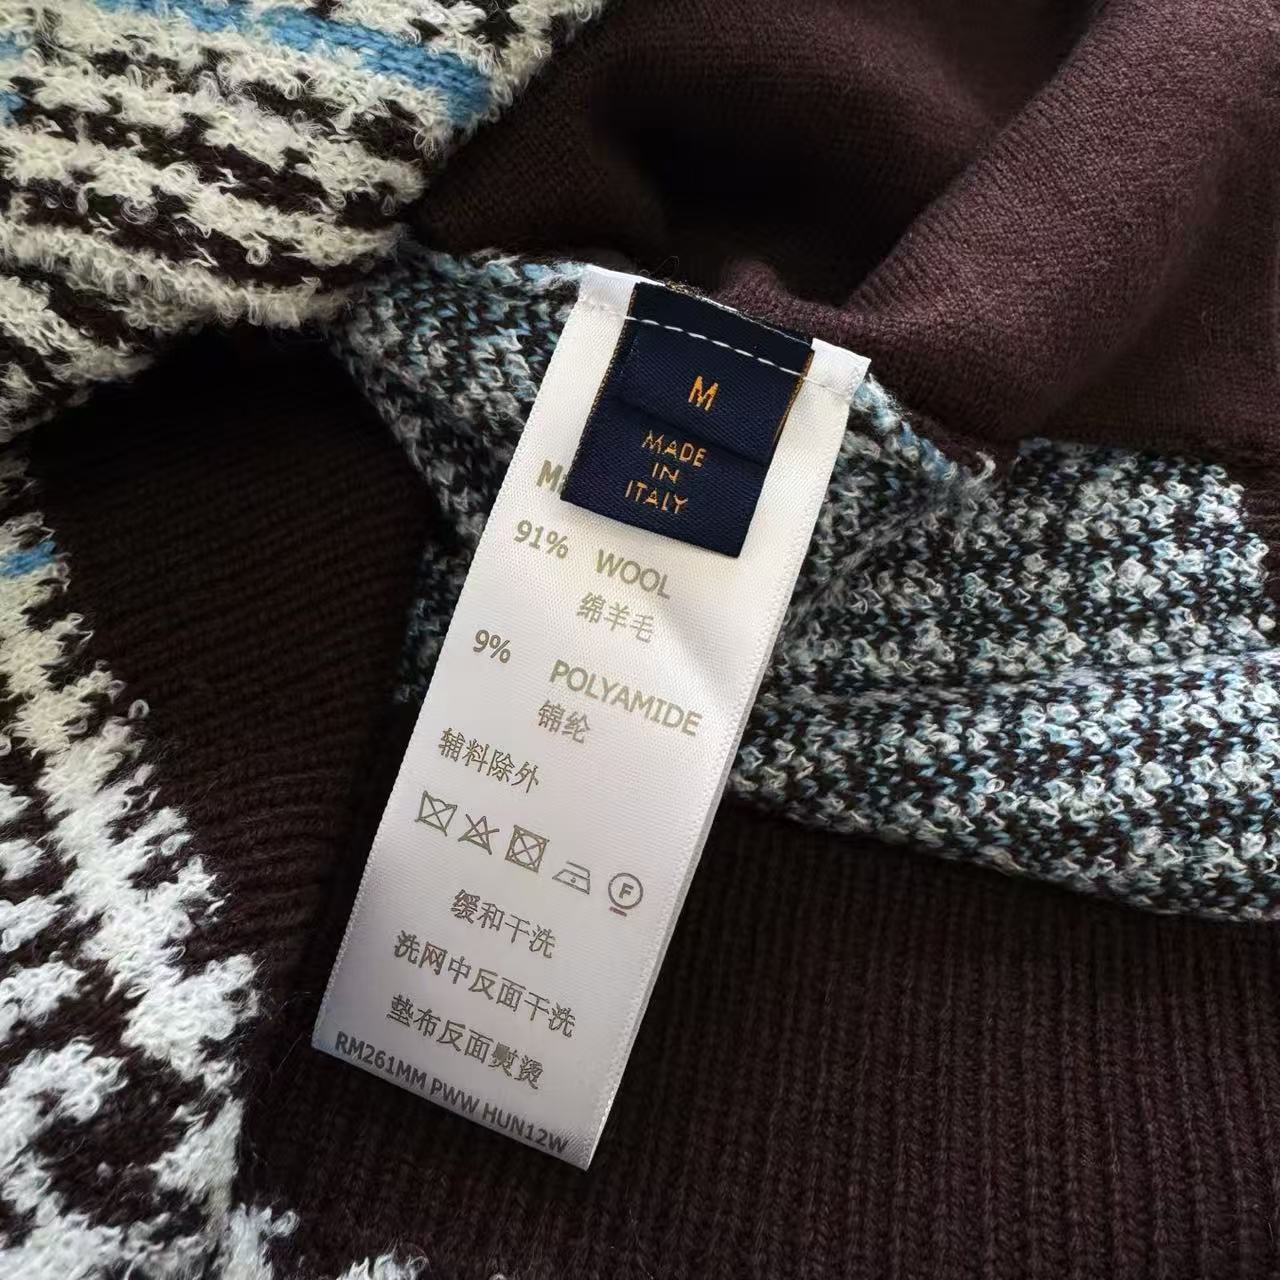 M
MADE
IN
ITALY
91% WOOL
绵羊毛
9% POLYAMIDE
锦纶
辅料除外
F
缓和干洗
洗网中反面干洗
垫布反面熨烫
RM261MM PWW HUN12W